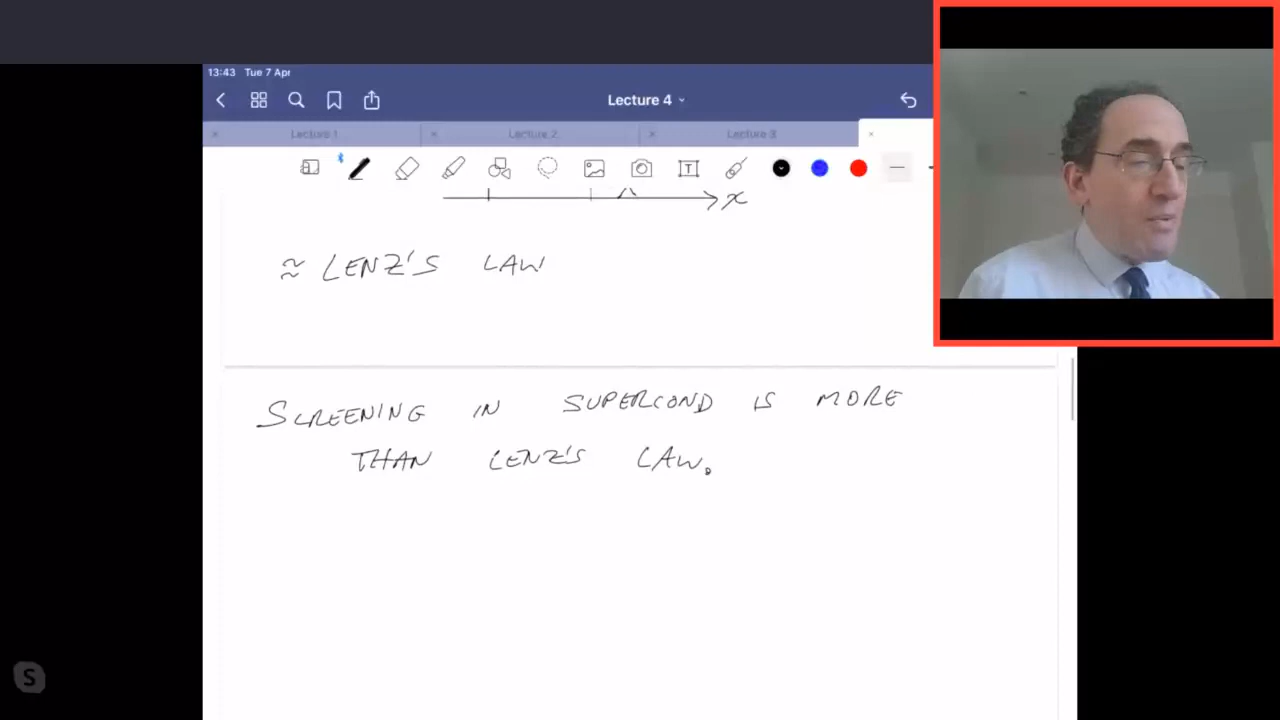 13:43 Tue 7 Apr
Lecture 4
Lecture 1
Lecture 2
Lecture 3
T
x
≈ LENZ'S LAW
SCREENING IN SUPERCOND IS MORE
THAN LENZ'S LAW.
S